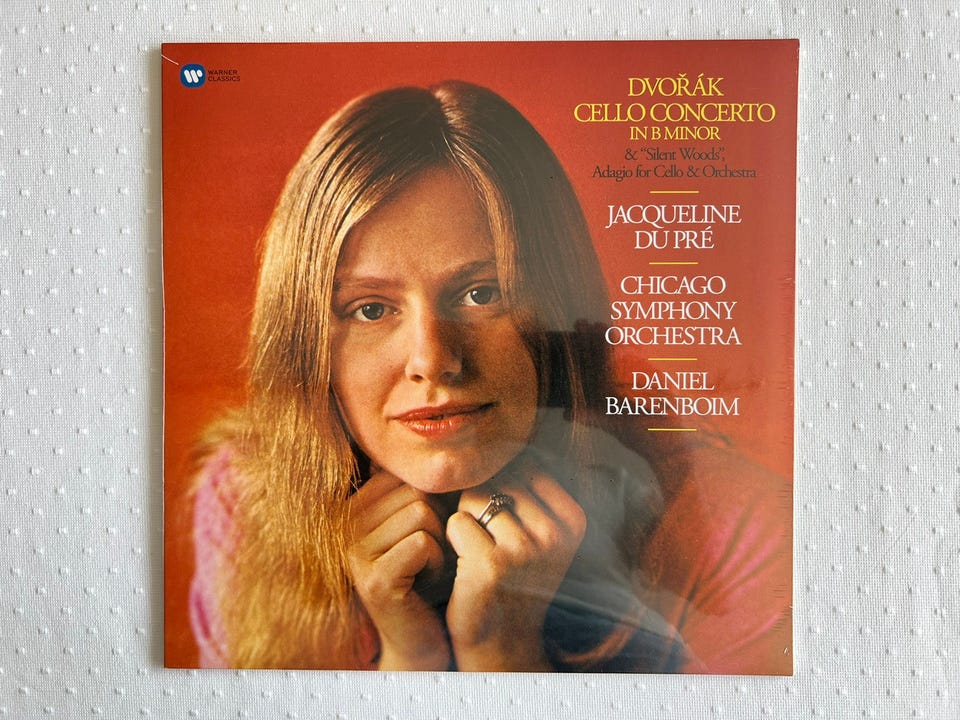 WARNER
CLASSICS
DVOŘÁK
CELLO CONCERTO
IN B MINOR
& "Silent Woods",
Adagio for Cello & Orchestra
JACQUELINE
DU PRÉ
CHICAGO
SYMPHONY
ORCHESTRA
DANIEL
BARENBOIM